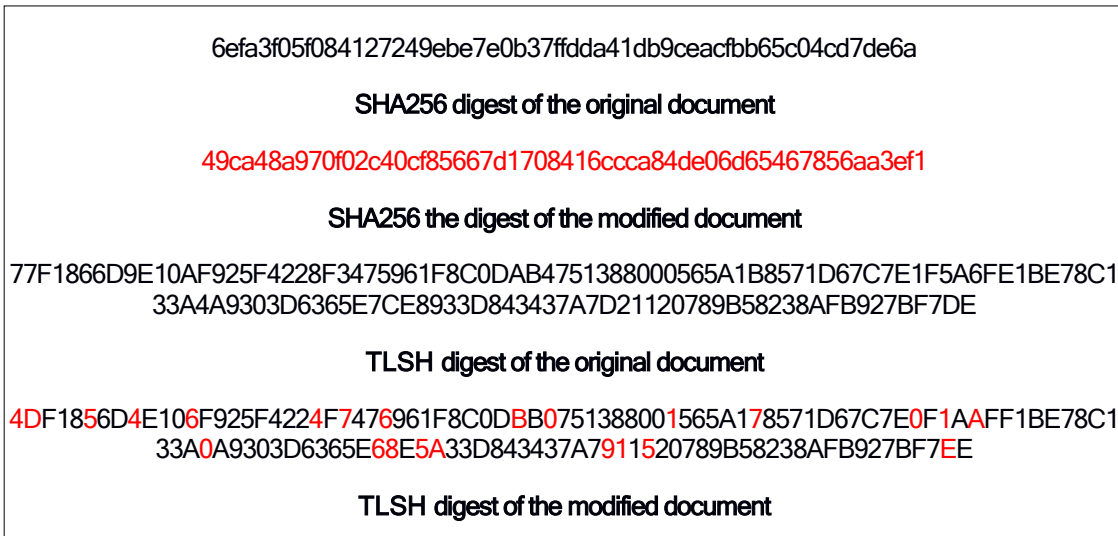 6efa3f05f084127249ebe7e0b37ffdda41db9ceacfbb65c04cd7de6a
SHA256 digest of the original document
49ca48a970f02c40cf85667d1708416ccca84de06d65467856aa3ef1
SHA256 the digest of the modified document
77F1866D9E10AF925F4228F3475961F8C0DAB4751388000565A1B8571D67C7E1F5A6FE1BE78C1
33A4A9303D6365E7CE8933D843437A7D21120789B58238AFB927BF7DE
TLSH digest of the original document
4DF1856D4E106F925F4224F7476961F8C0DBB0751388001565A178571D67C7E0F1AAFF1BE78C1
33A0A9303D6365E68E5A33D843437A79111520789B58238AFB927BF7EE
TLSH digest of the modified document